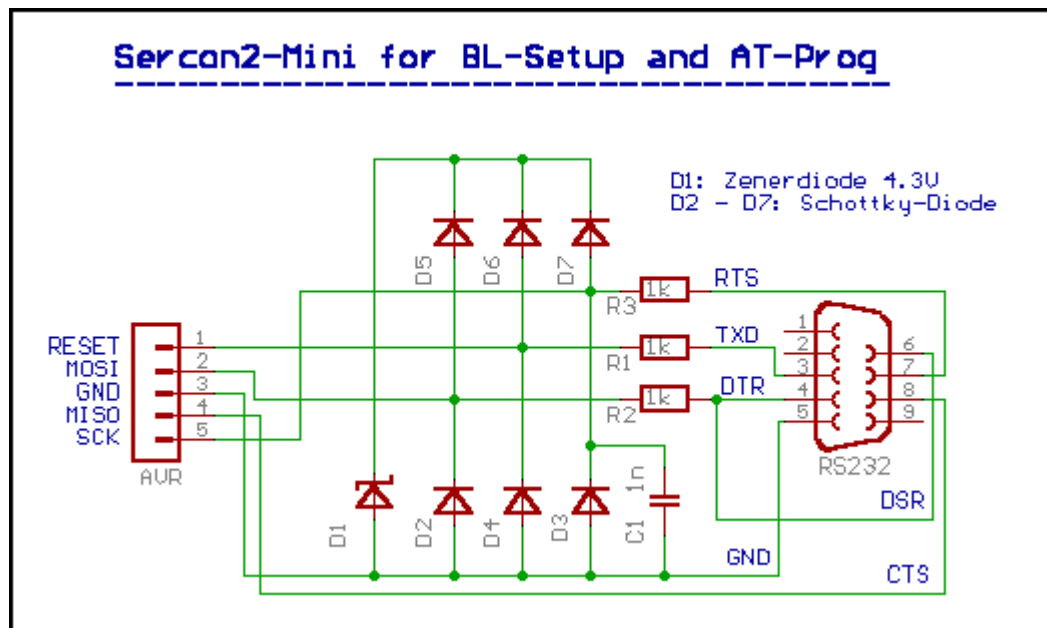 Sercon2-Mini for BL-Setup and AT-Prog
D1: Zenerdiode 4.3V
D2 - D7: Schottky-Diode
D5
D6
D7
R3
1k
RTS
R1
1k
TXD
R2
1k
DTR
RESET
MOSI
GND
MISO
SCK
1
2
3
4
5
AVR
1
2
3
4
5
6
7
8
9
RS232
D1
D2
D4
D3
C1
1n
DSR
GND
CTS